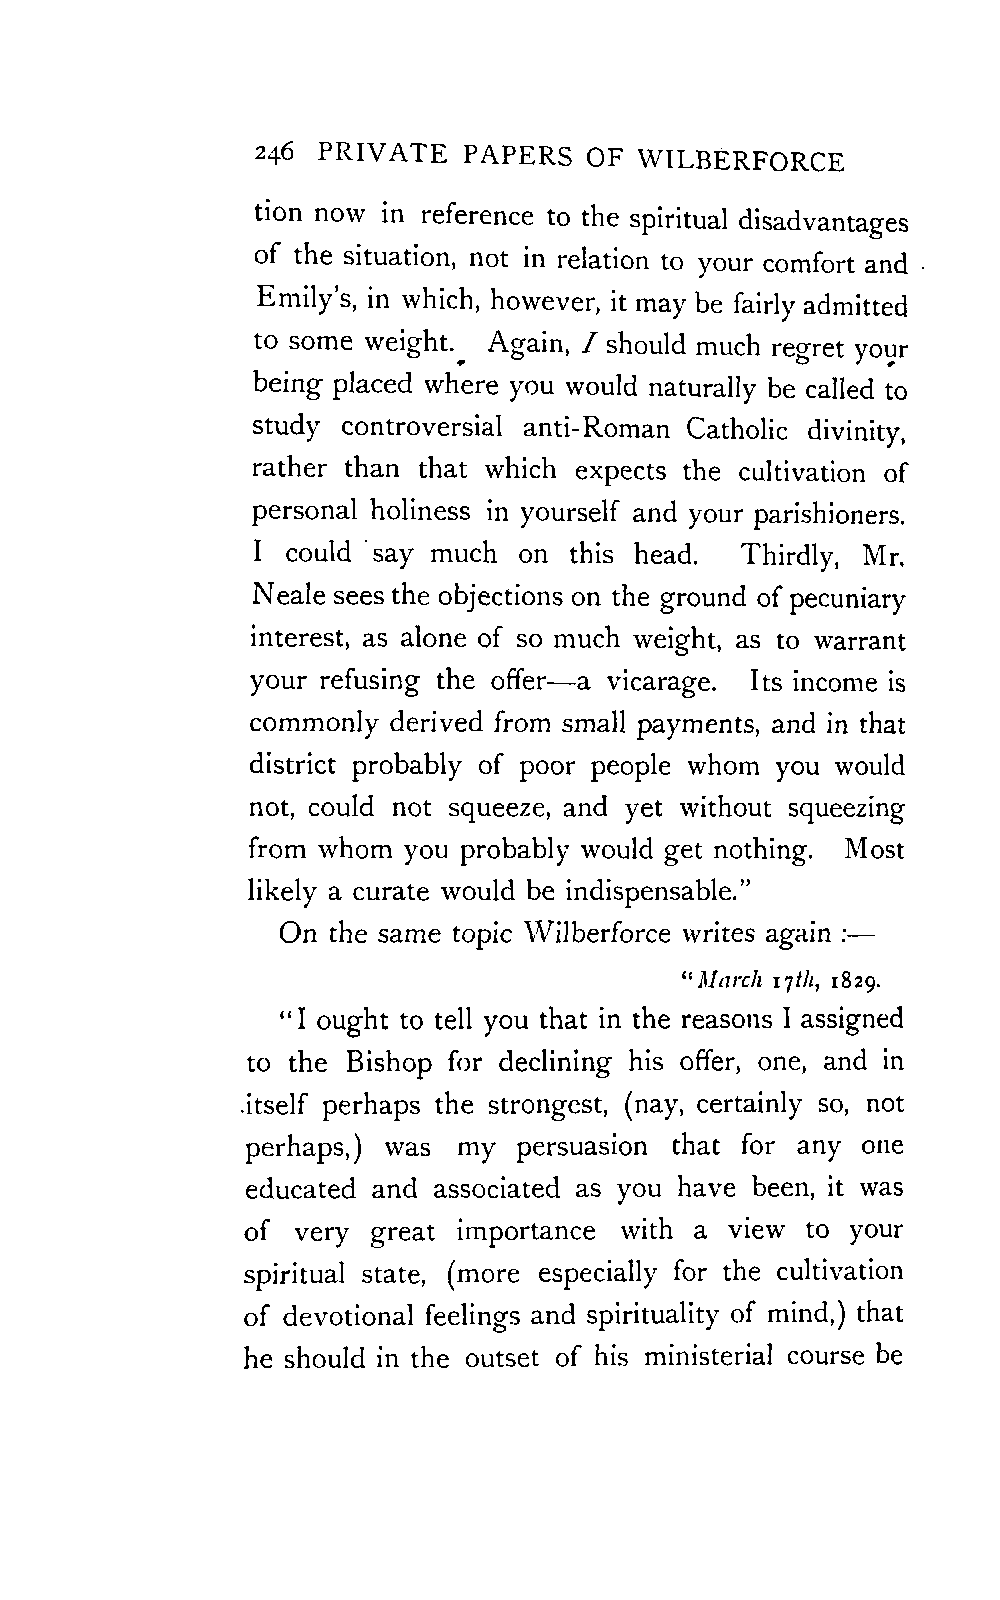 246 PRIVATE PAPERS OF WILBERFORCE
tion now in reference to the spiritual disadvantages
of the situation, not in relation to your comfort and
Emily's, in which, however, it may be fairly admitted
to some weight. Again, I should much regret your
being placed where you would naturally be called to
study controversial anti-Roman Catholic divinity,
rather than that which expects the cultivation of
personal holiness in yourself and your parishioners.
I could say much on this head. Thirdly, Mr.
Neale sees the objections on the ground of pecuniary
interest, as alone of so much weight, as to warrant
your refusing the offer—a vicarage. Its income is
commonly derived from small payments, and in that
district probably of poor people whom you would
not, could not squeeze, and yet without squeezing
from whom you probably would get nothing. Most
likely a curate would be indispensable."
On the same topic Wilberforce writes again :—
"March 17th, 1829.
"I ought to tell you that in the reasons I assigned
to the Bishop for declining his offer, one, and in
itself perhaps the strongest, (nay, certainly so, not
perhaps,) was my persuasion that for any one
educated and associated as you have been, it was
of very great importance with a view to your
spiritual state, (more especially for the cultivation
of devotional feelings and spirituality of mind,) that
he should in the outset of his ministerial course be